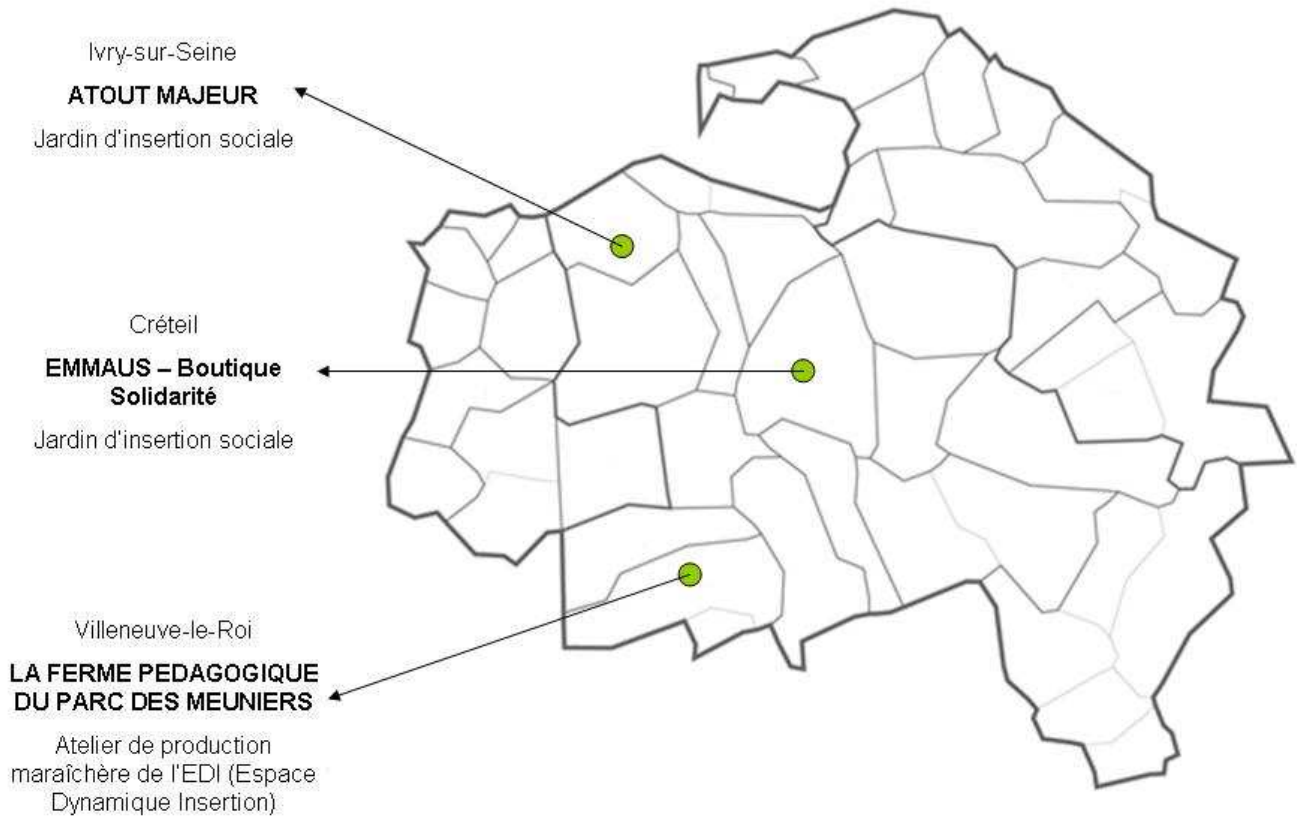 Ivry-sur-Seine
ATOUT MAJEUR
Jardin d'insertion sociale
Créteil
EMMAUS – Boutique
Solidarité
Jardin d'insertion sociale
Villeneuve-le-Roi
LA FERME PEDAGOGIQUE
DU PARC DES MEUNIERS
Atelier de production
maraîchère de l'EDI (Espace
Dynamique Insertion)